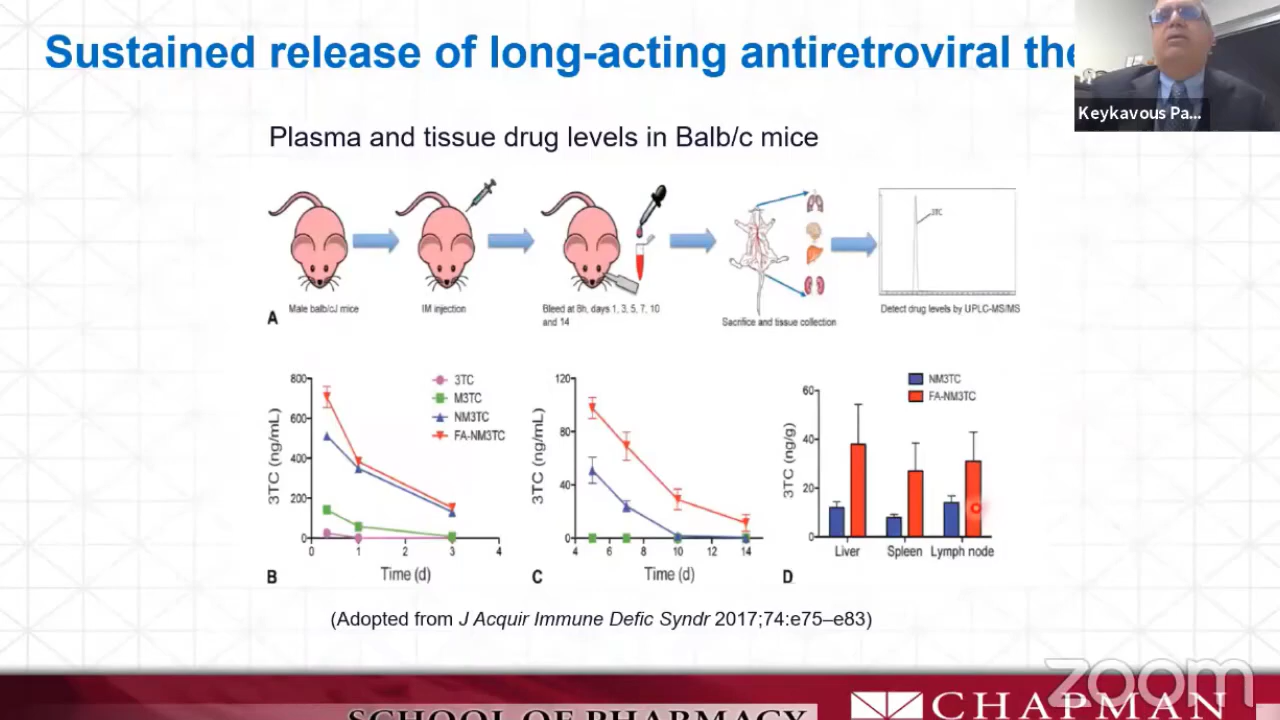 Sustained release of long-acting antiretroviral the
Keykavous Pa...
Plasma and tissue drug levels in Balb/c mice
3TC
Male balb/cJ mice
IM injection
Bleed at 8h, days 1, 3, 5, 7, 10
and 14
Sacrifice and tissue collection
Detect drug levels by UPLC-MS/MS
A
800
600
400
200
0
3TC (ng/mL)
3TC
M3TC
NM3TC
FA-NM3TC
0 1 2 3 4
Time (d)
B
120
80
40
0
3TC (ng/mL)
4 6 8 10 12 14
Time (d)
C
60
40
20
0
3TC (ng/g)
NM3TC
FA-NM3TC
Liver Spleen Lymph node
D
(Adopted from J Acquir Immune Defic Syndr 2017;74:e75–e83)
zoom
SCHOOL OF PHARMACY
CHAPMAN